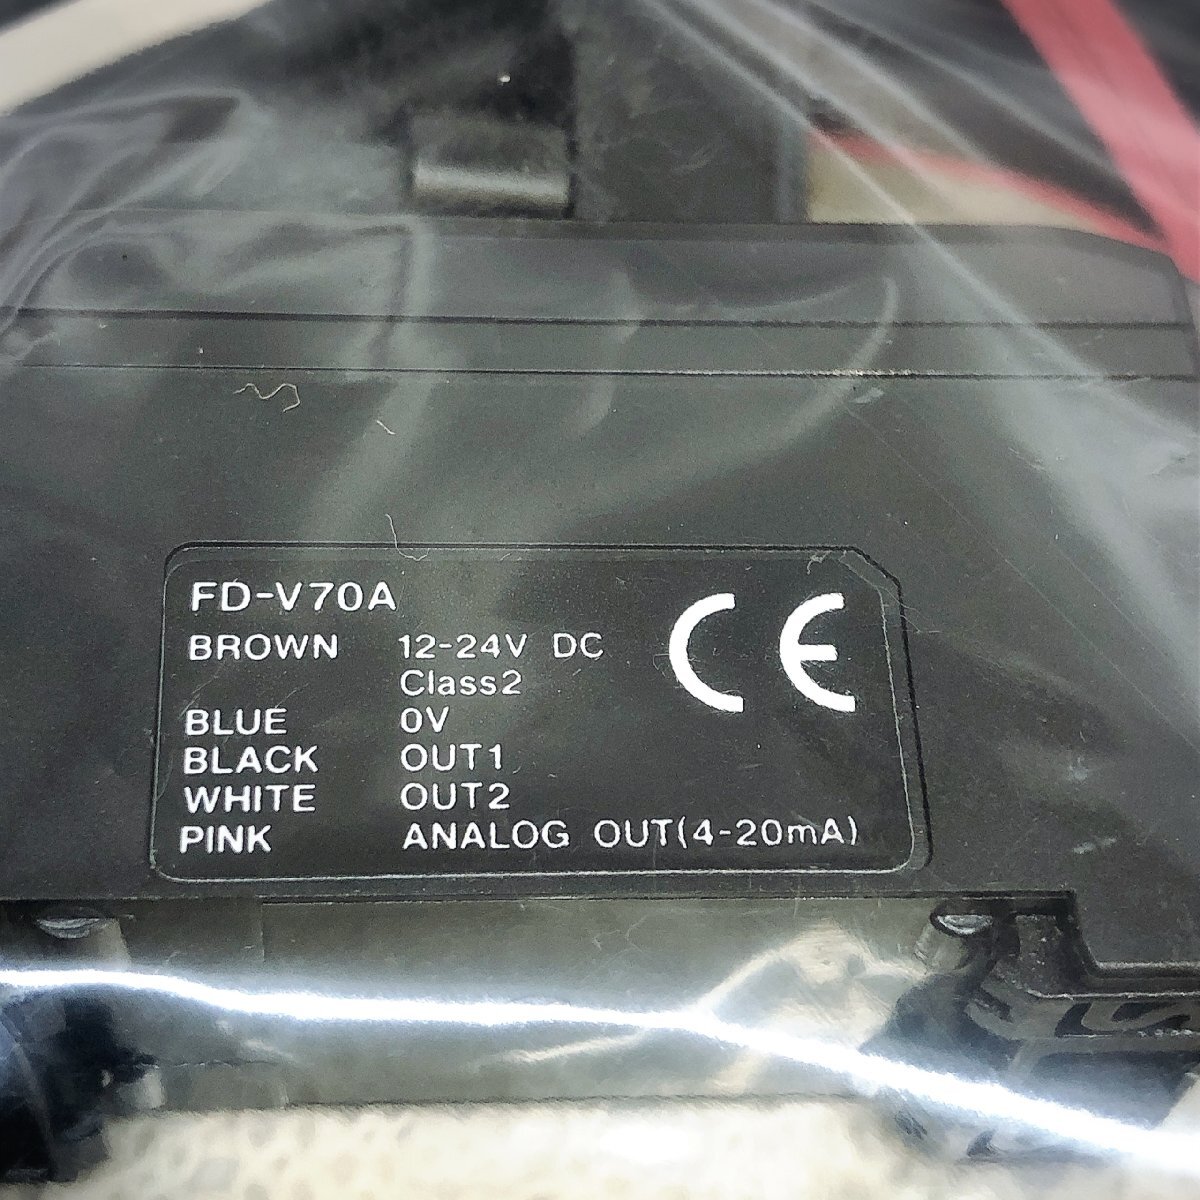 FD-V70A
BROWN 12-24V DC
Class2
BLUE 0V
BLACK OUT1
WHITE OUT2
PINK ANALOG OUT(4-20mA)
CE